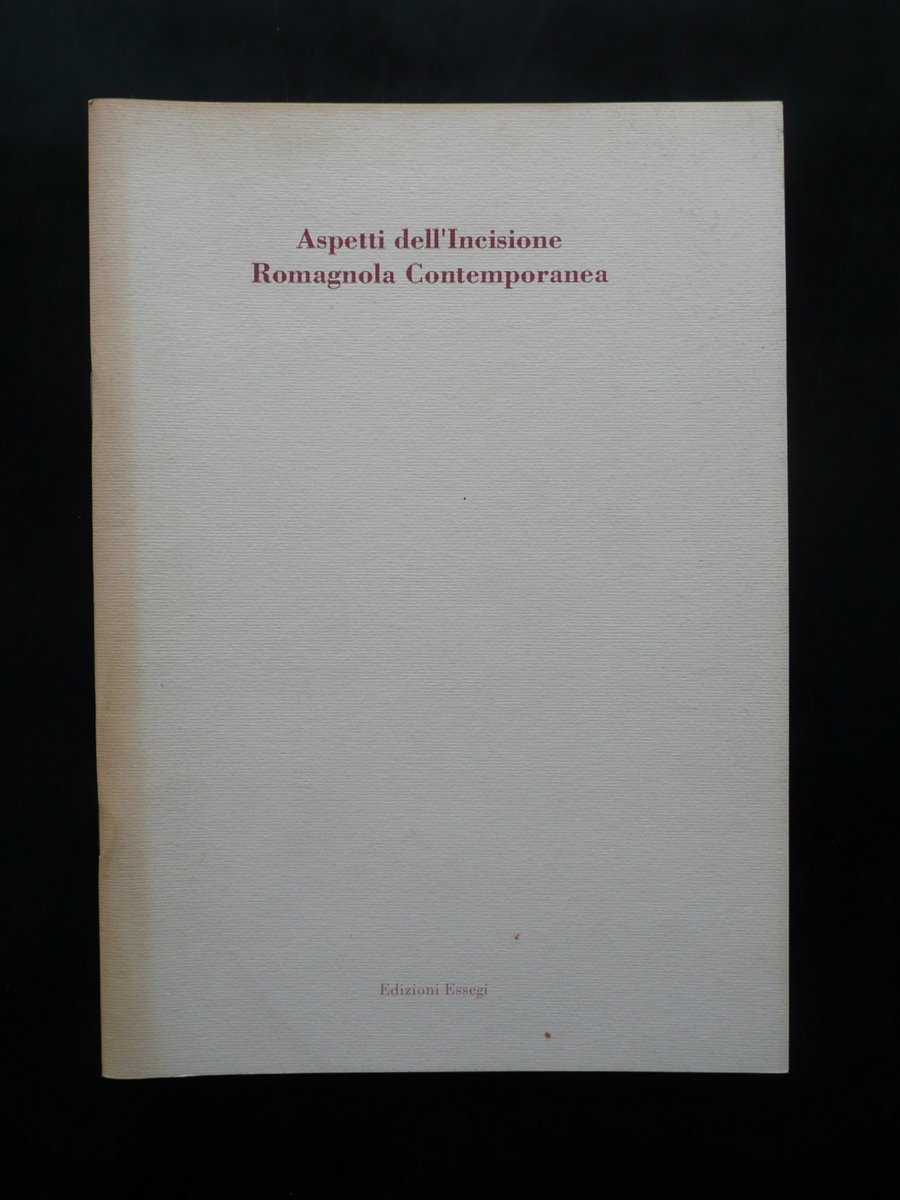 Aspetti dell'Incisione
Romagnola Contemporanea
Edizioni Essegi